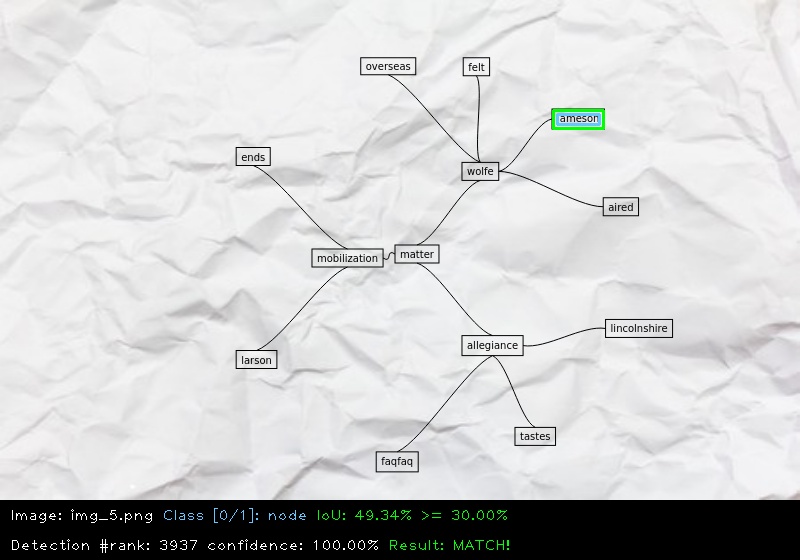 overseas
felt
ameson
ends
wolfe
aired
mobilization
matter
lincolnshire
allegiance
larson
tastes
faqfaq
Image: img_5.png Class [0/1]: node IoU: 49.34% >= 30.00%
Detection #rank: 3937 confidence: 100.00% Result: MATCH!